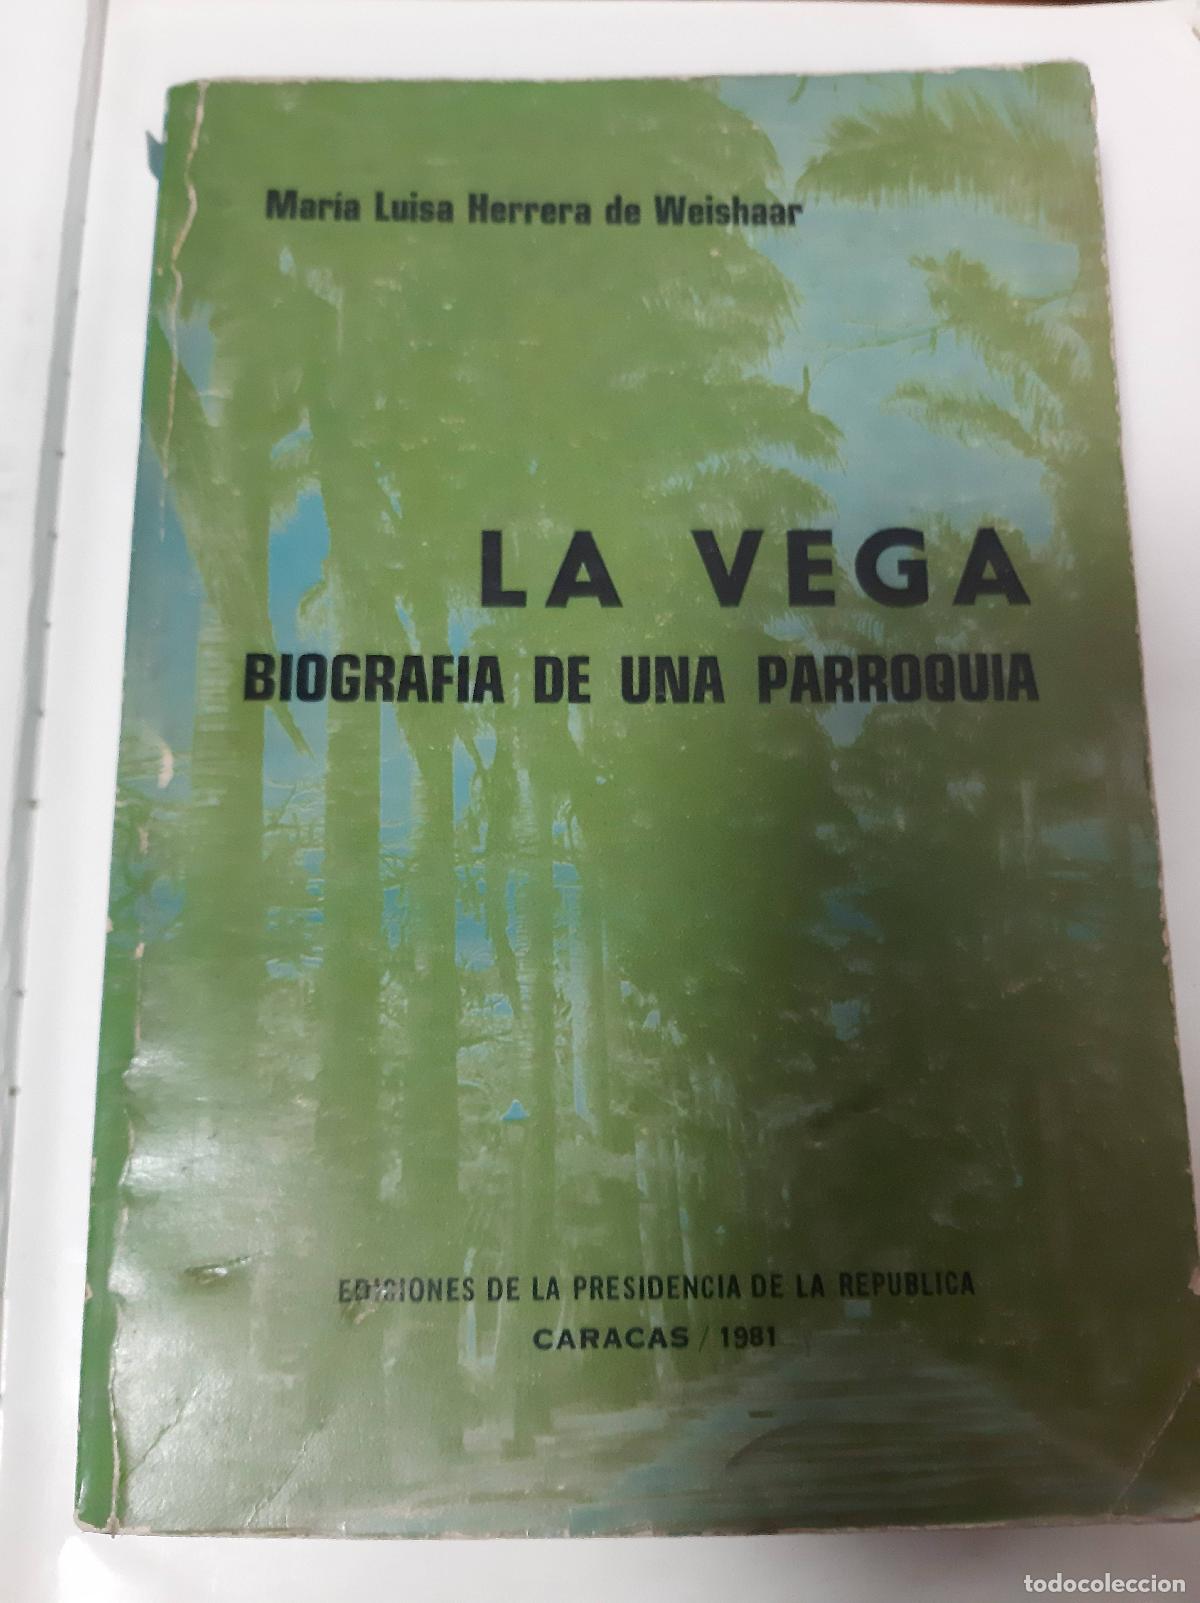 María Luisa Herrera de Weishaar
LA VEGA
BIOGRAFIA DE UNA PARROQUIA
EDICIONES DE LA PRESIDENCIA DE LA REPUBLICA
CARACAS / 1981
todocoleccion